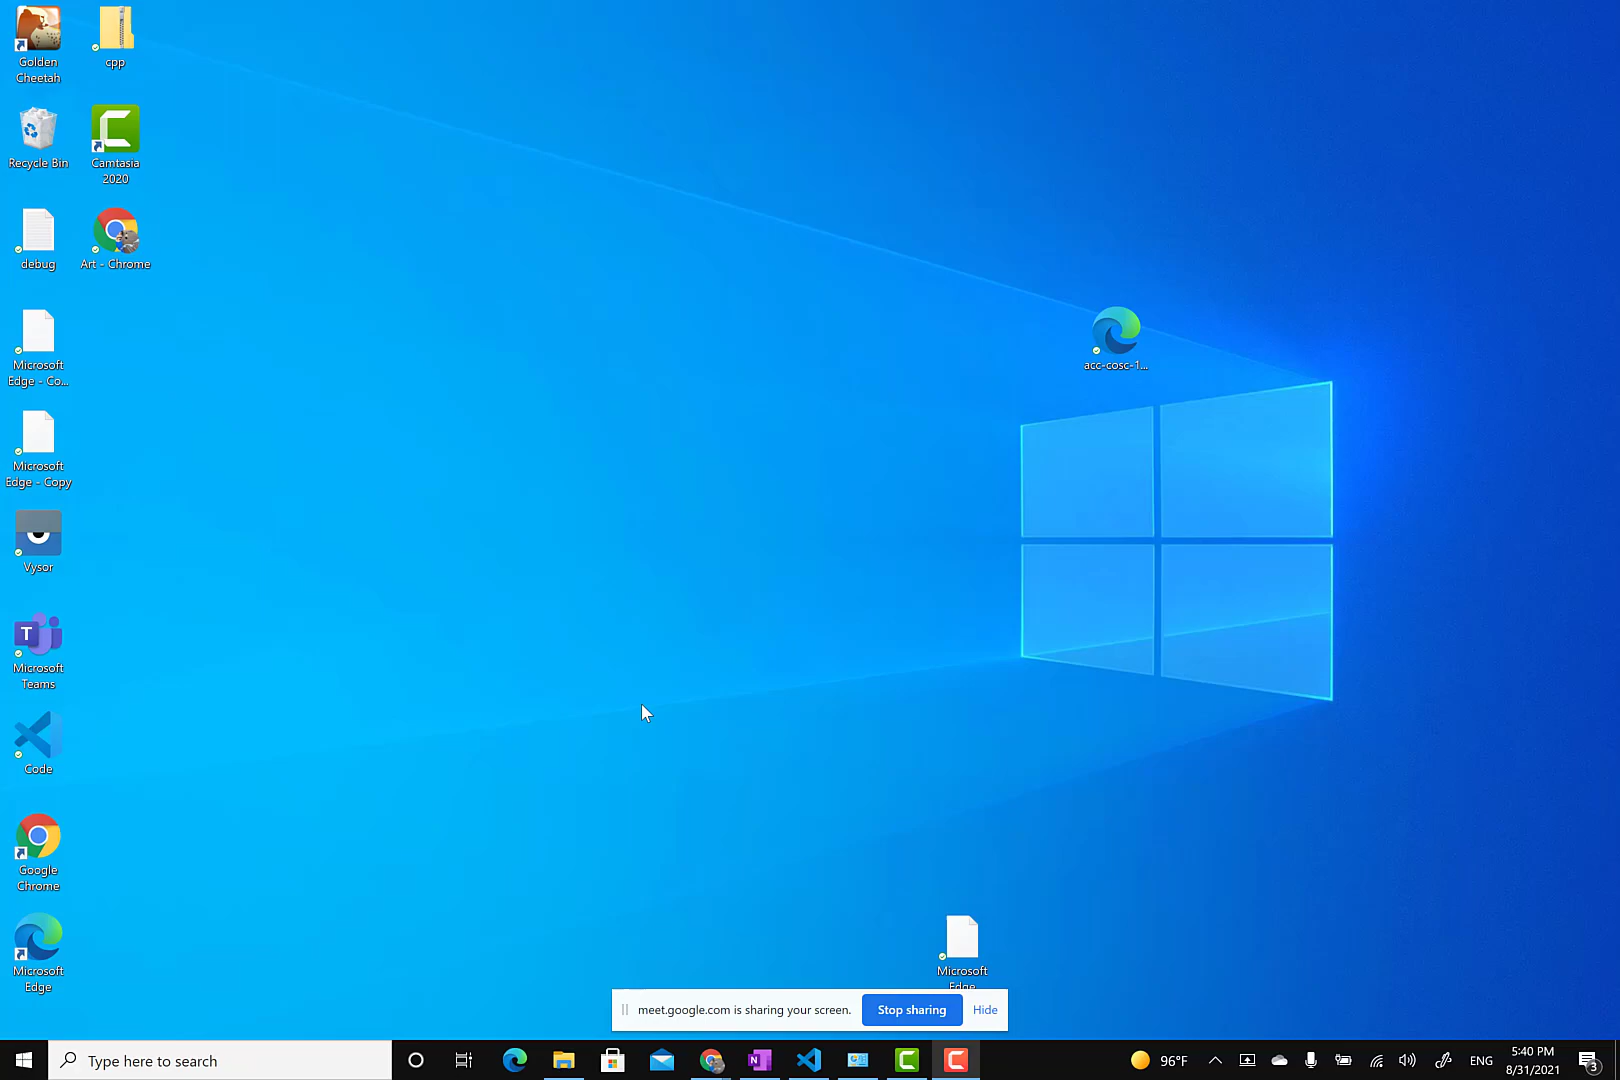 Golden
Cheetah
cpp
Recycle Bin
Camtasia
2020
debug
Art - Chrome
Microsoft
Edge - Co...
acc-cosc-1...
Microsoft
Edge - Copy
Vysor
T
Microsoft
Teams
Code
Google
Chrome
Microsoft
Edge
Microsoft
Edge
meet.google.com is sharing your screen.
Stop sharing
Hide
Type here to search
N
96°F
ENG
5:40 PM
8/31/2021
3